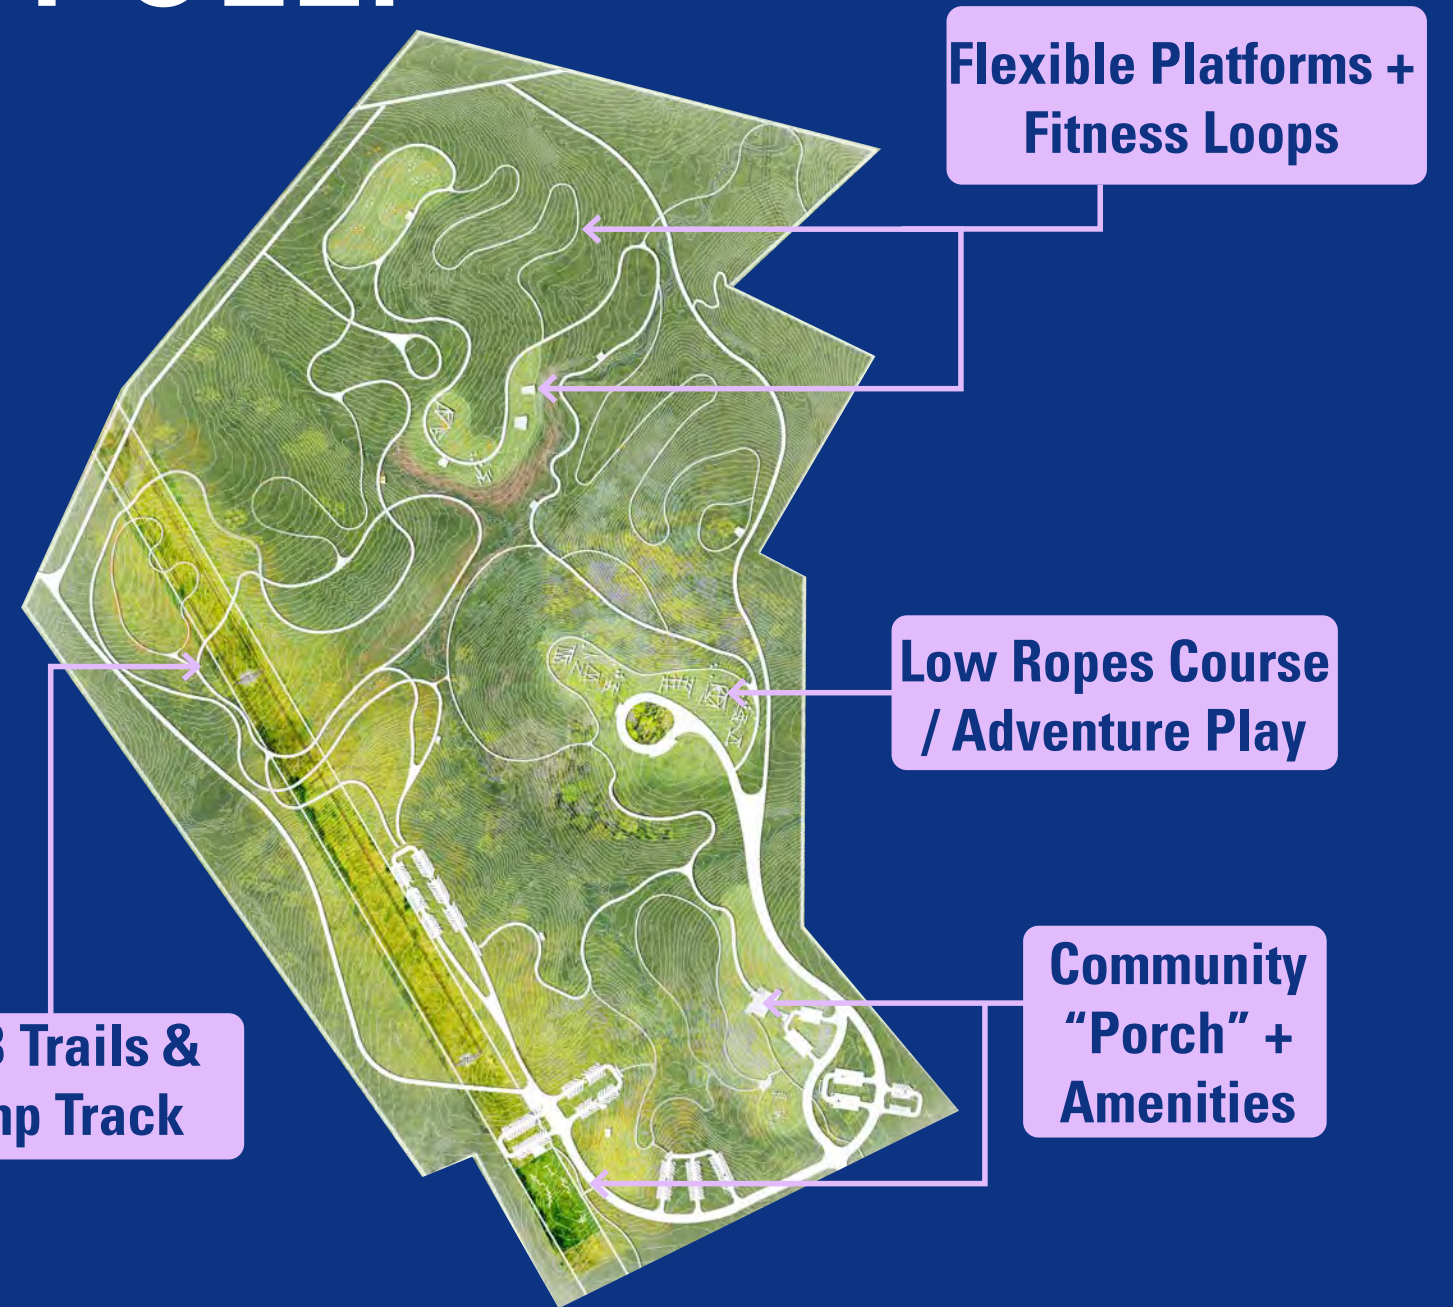 Flexible Platforms +
Fitness Loops
Low Ropes Course
/ Adventure Play
Community
“Porch” +
Amenities
Trails &
Track